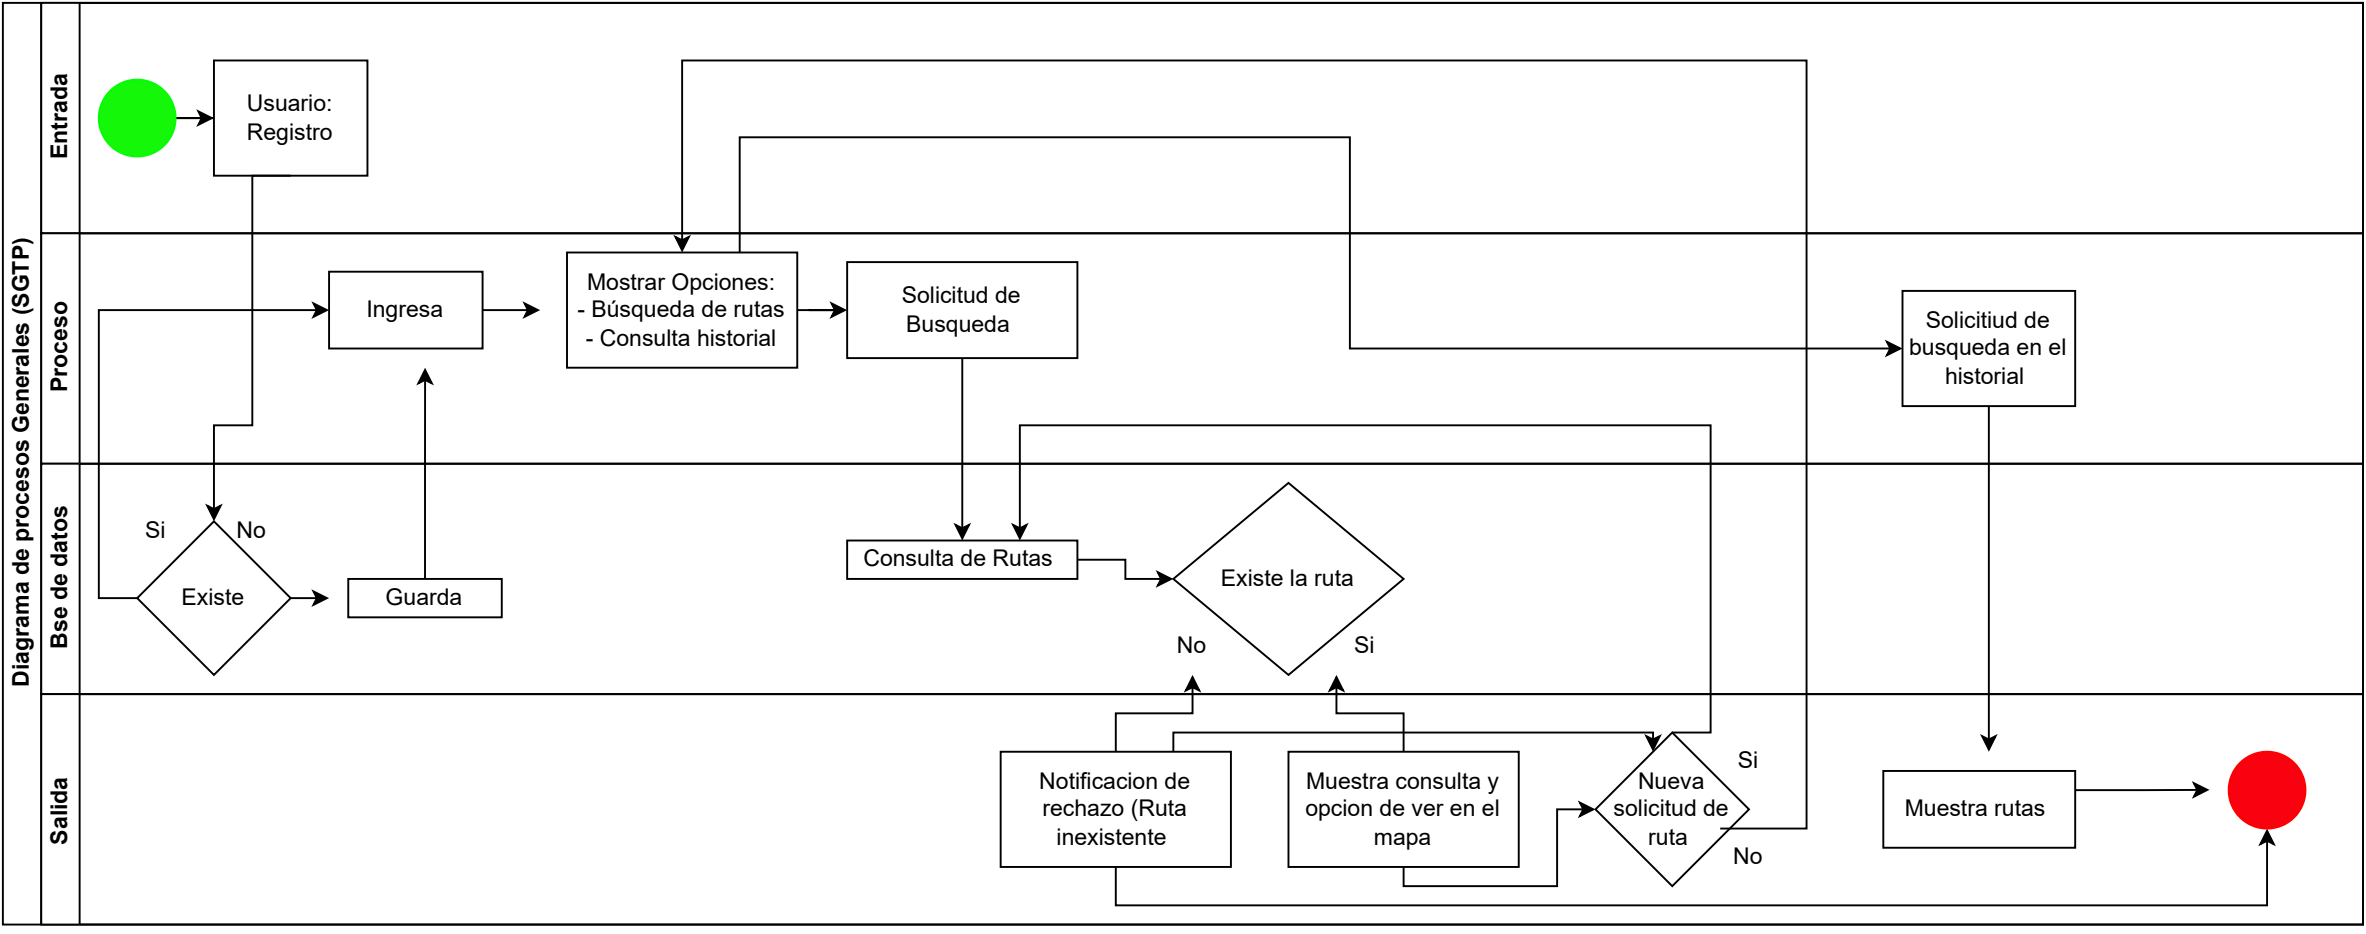 Diagrama de procesos Generales (SGTP)
Entrada
Usuario:
Registro
Proceso
Ingresa
Mostrar Opciones:
- Búsqueda de rutas
- Consulta historial
Solicitud de
Busqueda
Solicitiud de
busqueda en el
historial
Bse de datos
Si
No
Existe
Guarda
Consulta de Rutas
Existe la ruta
No
Si
Salida
Notificacion de
rechazo (Ruta
inexistente
Muestra consulta y
opcion de ver en el
mapa
Nueva
solicitud de
ruta
Si
No
Muestra rutas